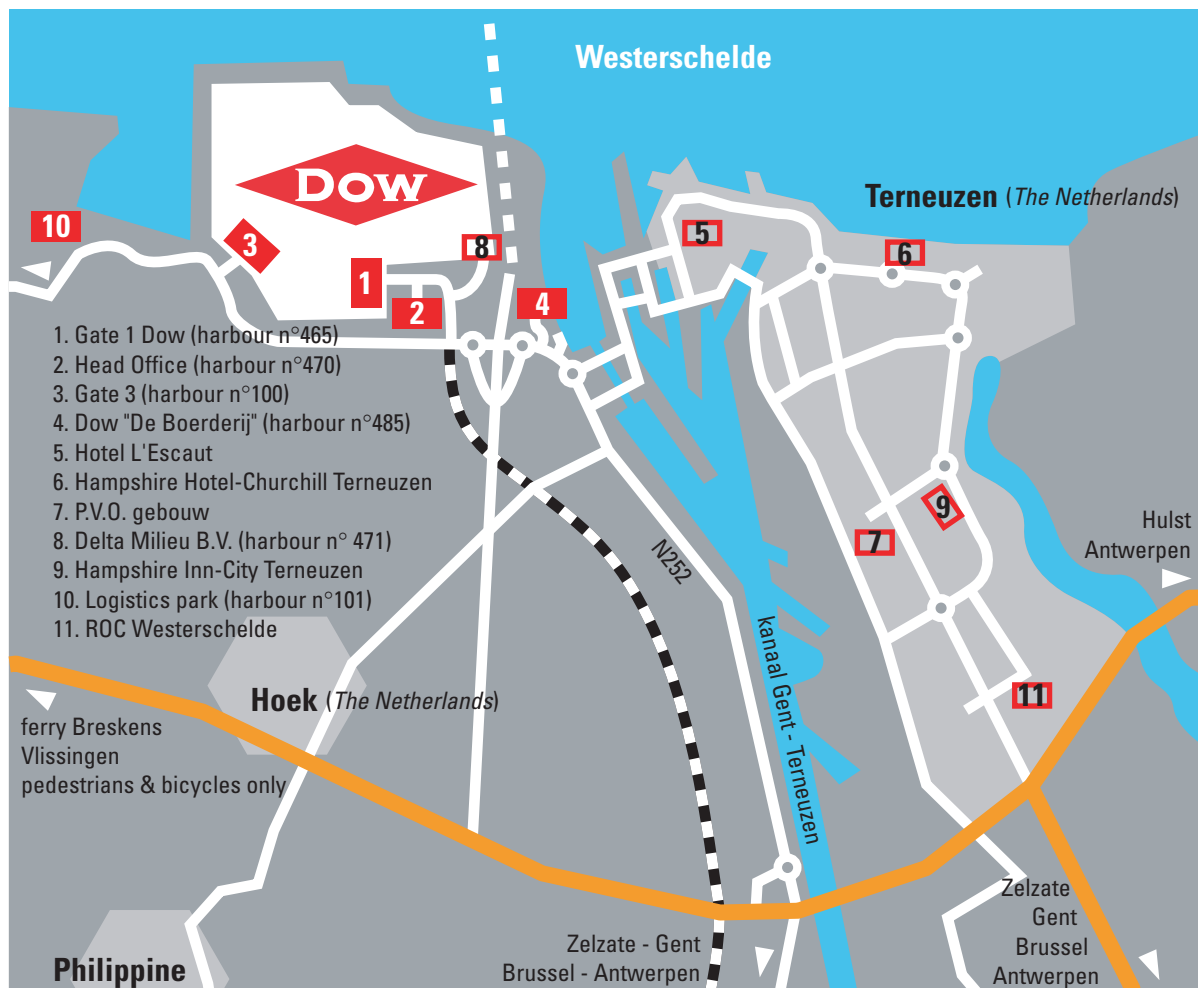 Westerschelde
Dow
Terneuzen (The Netherlands)
10
3
8
5
6
1
2
4
1. Gate 1 Dow (harbour n°465)
2. Head Office (harbour n°470)
3. Gate 3 (harbour n°100)
4. Dow "De Boerderij" (harbour n°485)
5. Hotel L'Escaut
6. Hampshire Hotel-Churchill Terneuzen
7. P.V.O. gebouw
8. Delta Milieu B.V. (harbour n° 471)
9. Hampshire Inn-City Terneuzen
10. Logistics park (harbour n°101)
11. ROC Westerschelde
9
7
Hulst
Antwerpen
N252
kanaal Gent - Terneuzen
11
Hoek (The Netherlands)
ferry Breskens
Vlissingen
pedestrians & bicycles only
Zelzate
Gent
Brussel
Antwerpen
Zelzate - Gent
Brussel - Antwerpen
Philippine